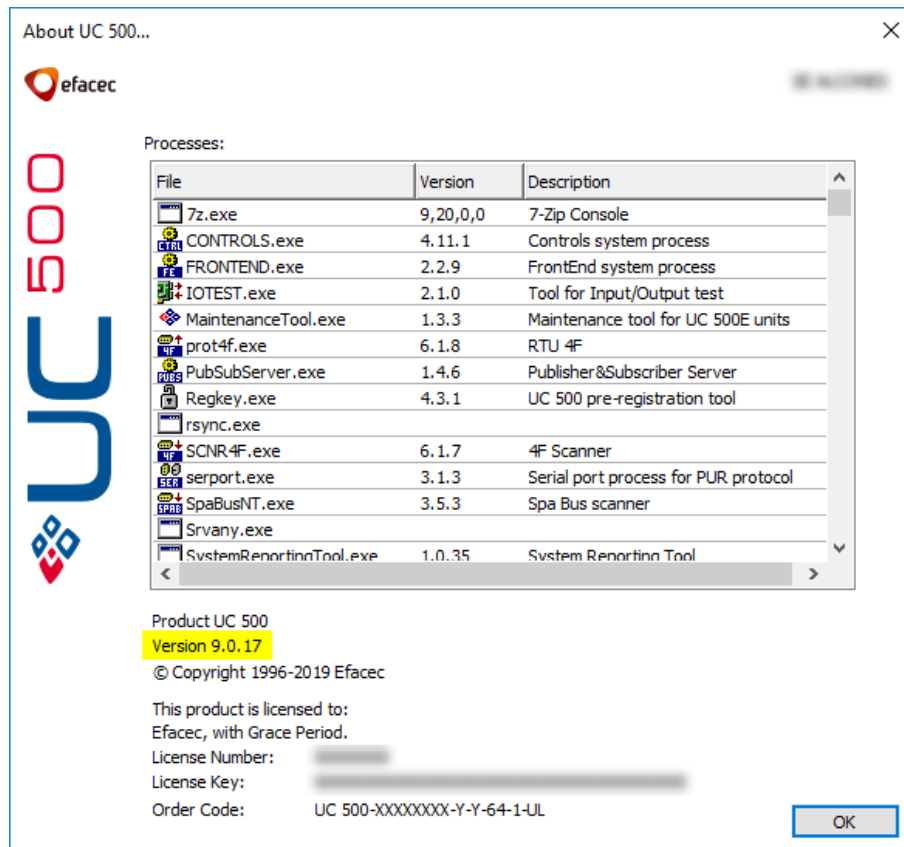 About UC 500...
efacec
UC 500
Processes:
File Version Description
7z.exe 9,20,0,0 7-Zip Console
CTRL CONTROLS.exe 4.11.1 Controls system process
FE FRONTEND.exe 2.2.9 FrontEnd system process
IOTEST.exe 2.1.0 Tool for Input/Output test
MaintenanceTool.exe 1.3.3 Maintenance tool for UC 500E units
4F prot4f.exe 6.1.8 RTU 4F
PUBS PubSubServer.exe 1.4.6 Publisher&Subscriber Server
Regkey.exe 4.3.1 UC 500 pre-registration tool
rsync.exe
4F SCNR4F.exe 6.1.7 4F Scanner
SER serport.exe 3.1.3 Serial port process for PUR protocol
SPAB SpaBusNT.exe 3.5.3 Spa Bus scanner
Srvany.exe
SystemReportingTool.exe 1.0.35 System Reporting Tool
Product UC 500
Version 9.0.17
© Copyright 1996-2019 Efacec
This product is licensed to:
Efacec, with Grace Period.
License Number:
License Key:
Order Code: UC 500-XXXXXXXX-Y-Y-64-1-UL
OK